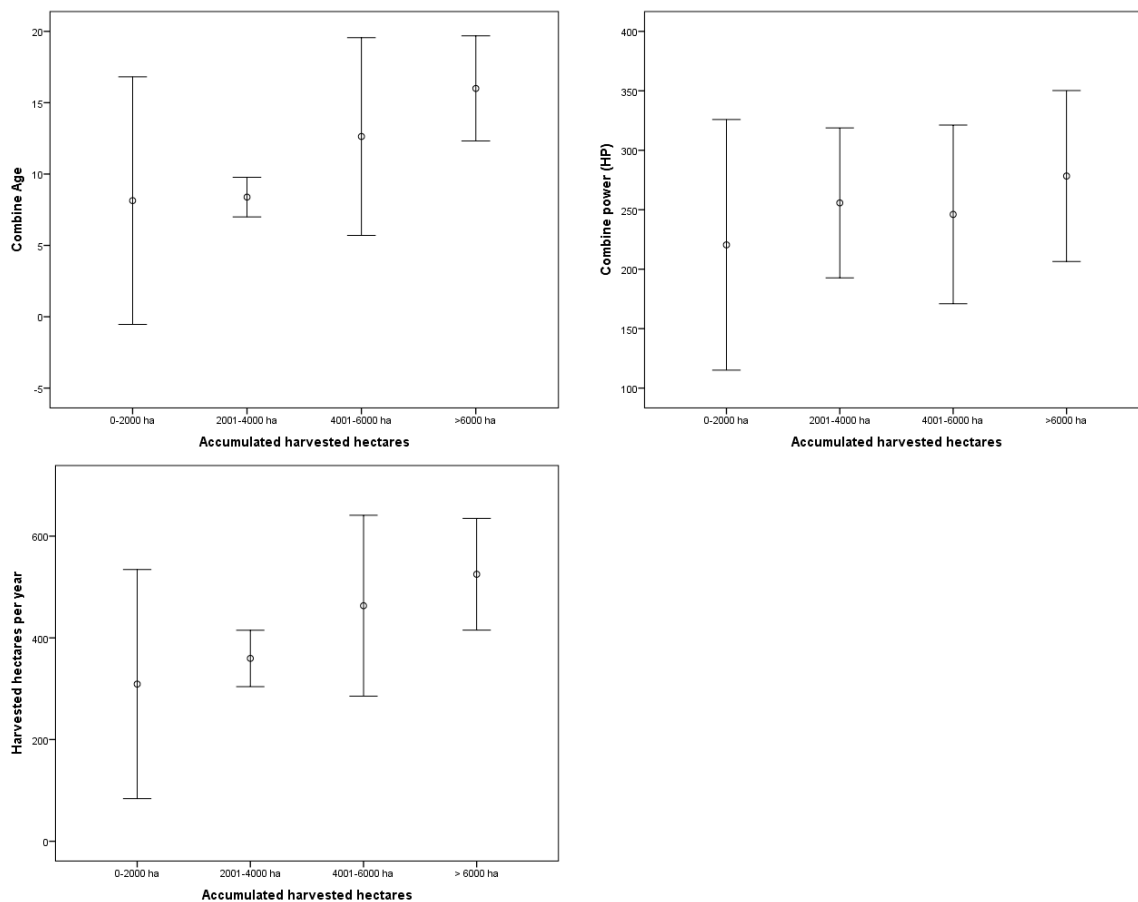 20
15
10
5
0
-5
Combine Age
0-2000 ha
2001-4000 ha
4001-6000 ha
>6000 ha
Accumulated harvested hectares
400
350
300
250
200
150
100
Combine power (HP)
0-2000 ha
2001-4000 ha
4001-6000 ha
>6000 ha
Accumulated harvested hectares
600
400
200
0
Harvested hectares per year
0-2000 ha
2001-4000 ha
4001-6000 ha
> 6000 ha
Accumulated harvested hectares